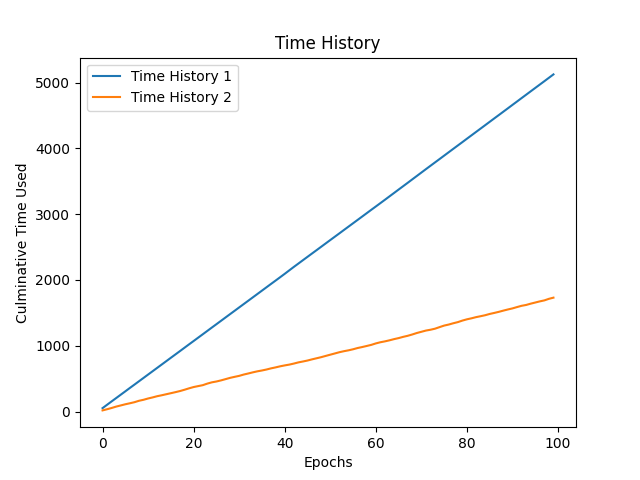 Time History
Time History 1
Time History 2
Culminative Time Used
5000
4000
3000
2000
1000
0
0 20 40 60 80 100
Epochs